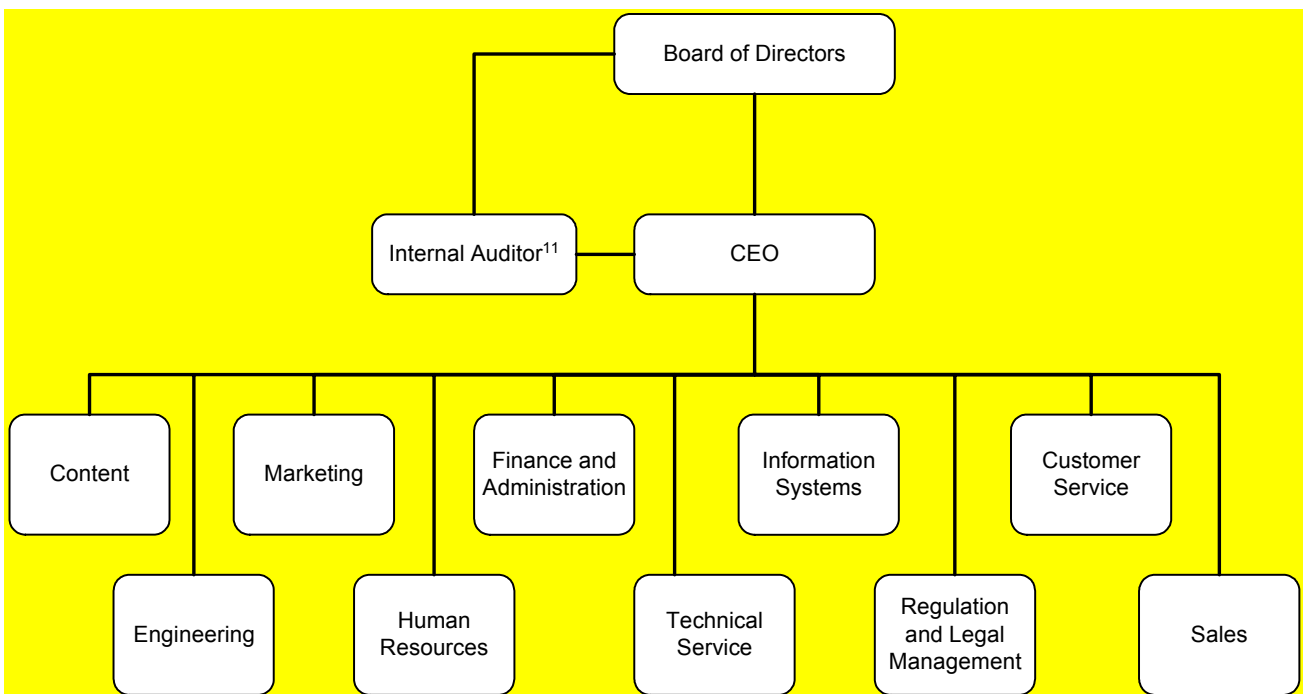 Board of Directors
Internal Auditor¹¹
CEO
Content
Marketing
Finance and
Administration
Information
Systems
Customer
Service
Engineering
Human
Resources
Technical
Service
Regulation
and Legal
Management
Sales